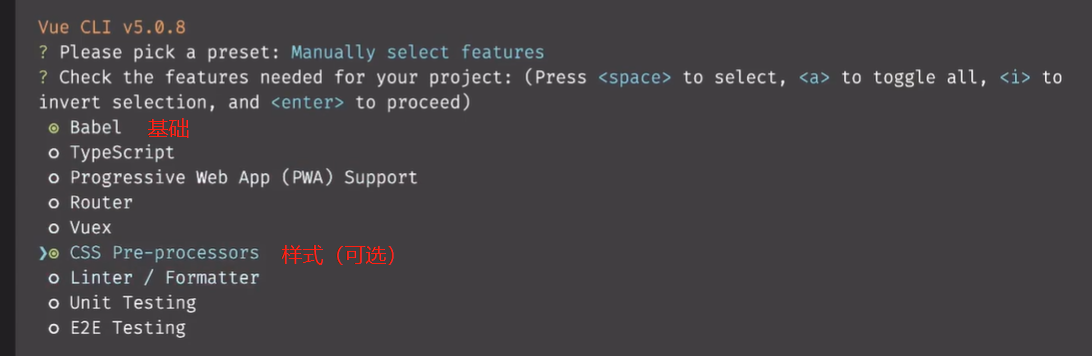 Vue CLI v5.0.8
? Please pick a preset: Manually select features
? Check the features needed for your project: (Press <space> to select, <a> to toggle all, <i> to
invert selection, and <enter> to proceed)
◉ Babel 基础
○ TypeScript
○ Progressive Web App (PWA) Support
○ Router
○ Vuex
❯◉ CSS Pre-processors 样式（可选）
○ Linter / Formatter
○ Unit Testing
○ E2E Testing